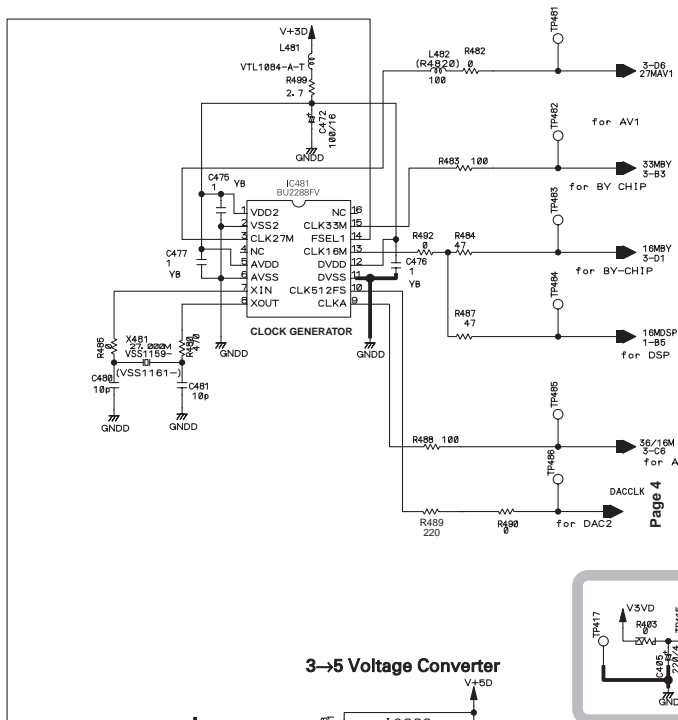 V+3D
L481
VTL1084-A-T
R499
2.7
C472
100/16
GNDD
TP481
L482
(R4820)
100
R482
0
3-D6
27MAV1
for AV1
TP482
R483 100
33MBY
3-B3
for BY CHIP
C475
1 YB
IC481
BU2288FV
1 VDD2
2 VSS2
3 CLK27M
4 NC
5 AVDD
6 AVSS
7 XIN
8 XOUT
NC 16
CLK33M 15
FSEL1 14
CLK16M 13
DVDD 12
DVSS 11
CLK512FS 10
CLKA 9
CLOCK GENERATOR
C477
1
YB
TP483
R492
0
R484
47
16MBY
3-D1
for BY-CHIP
C476
1
YB
TP484
R487
47
16MDSP
1-B5
for DSP
GNDD
GNDD
R485
0
X481
27.000M
VSS1159-
(VSS1161-)
R480
470
C480
10p
C481
10p
GNDD
GNDD
TP485
R488 100
36/16M
3-C6
for A
TP486
DACCLK
R489
220
R490
0
for DAC2
Page 4
TP417
V3VD
R403
0
C405
GND
3→5 Voltage Converter
V+5D